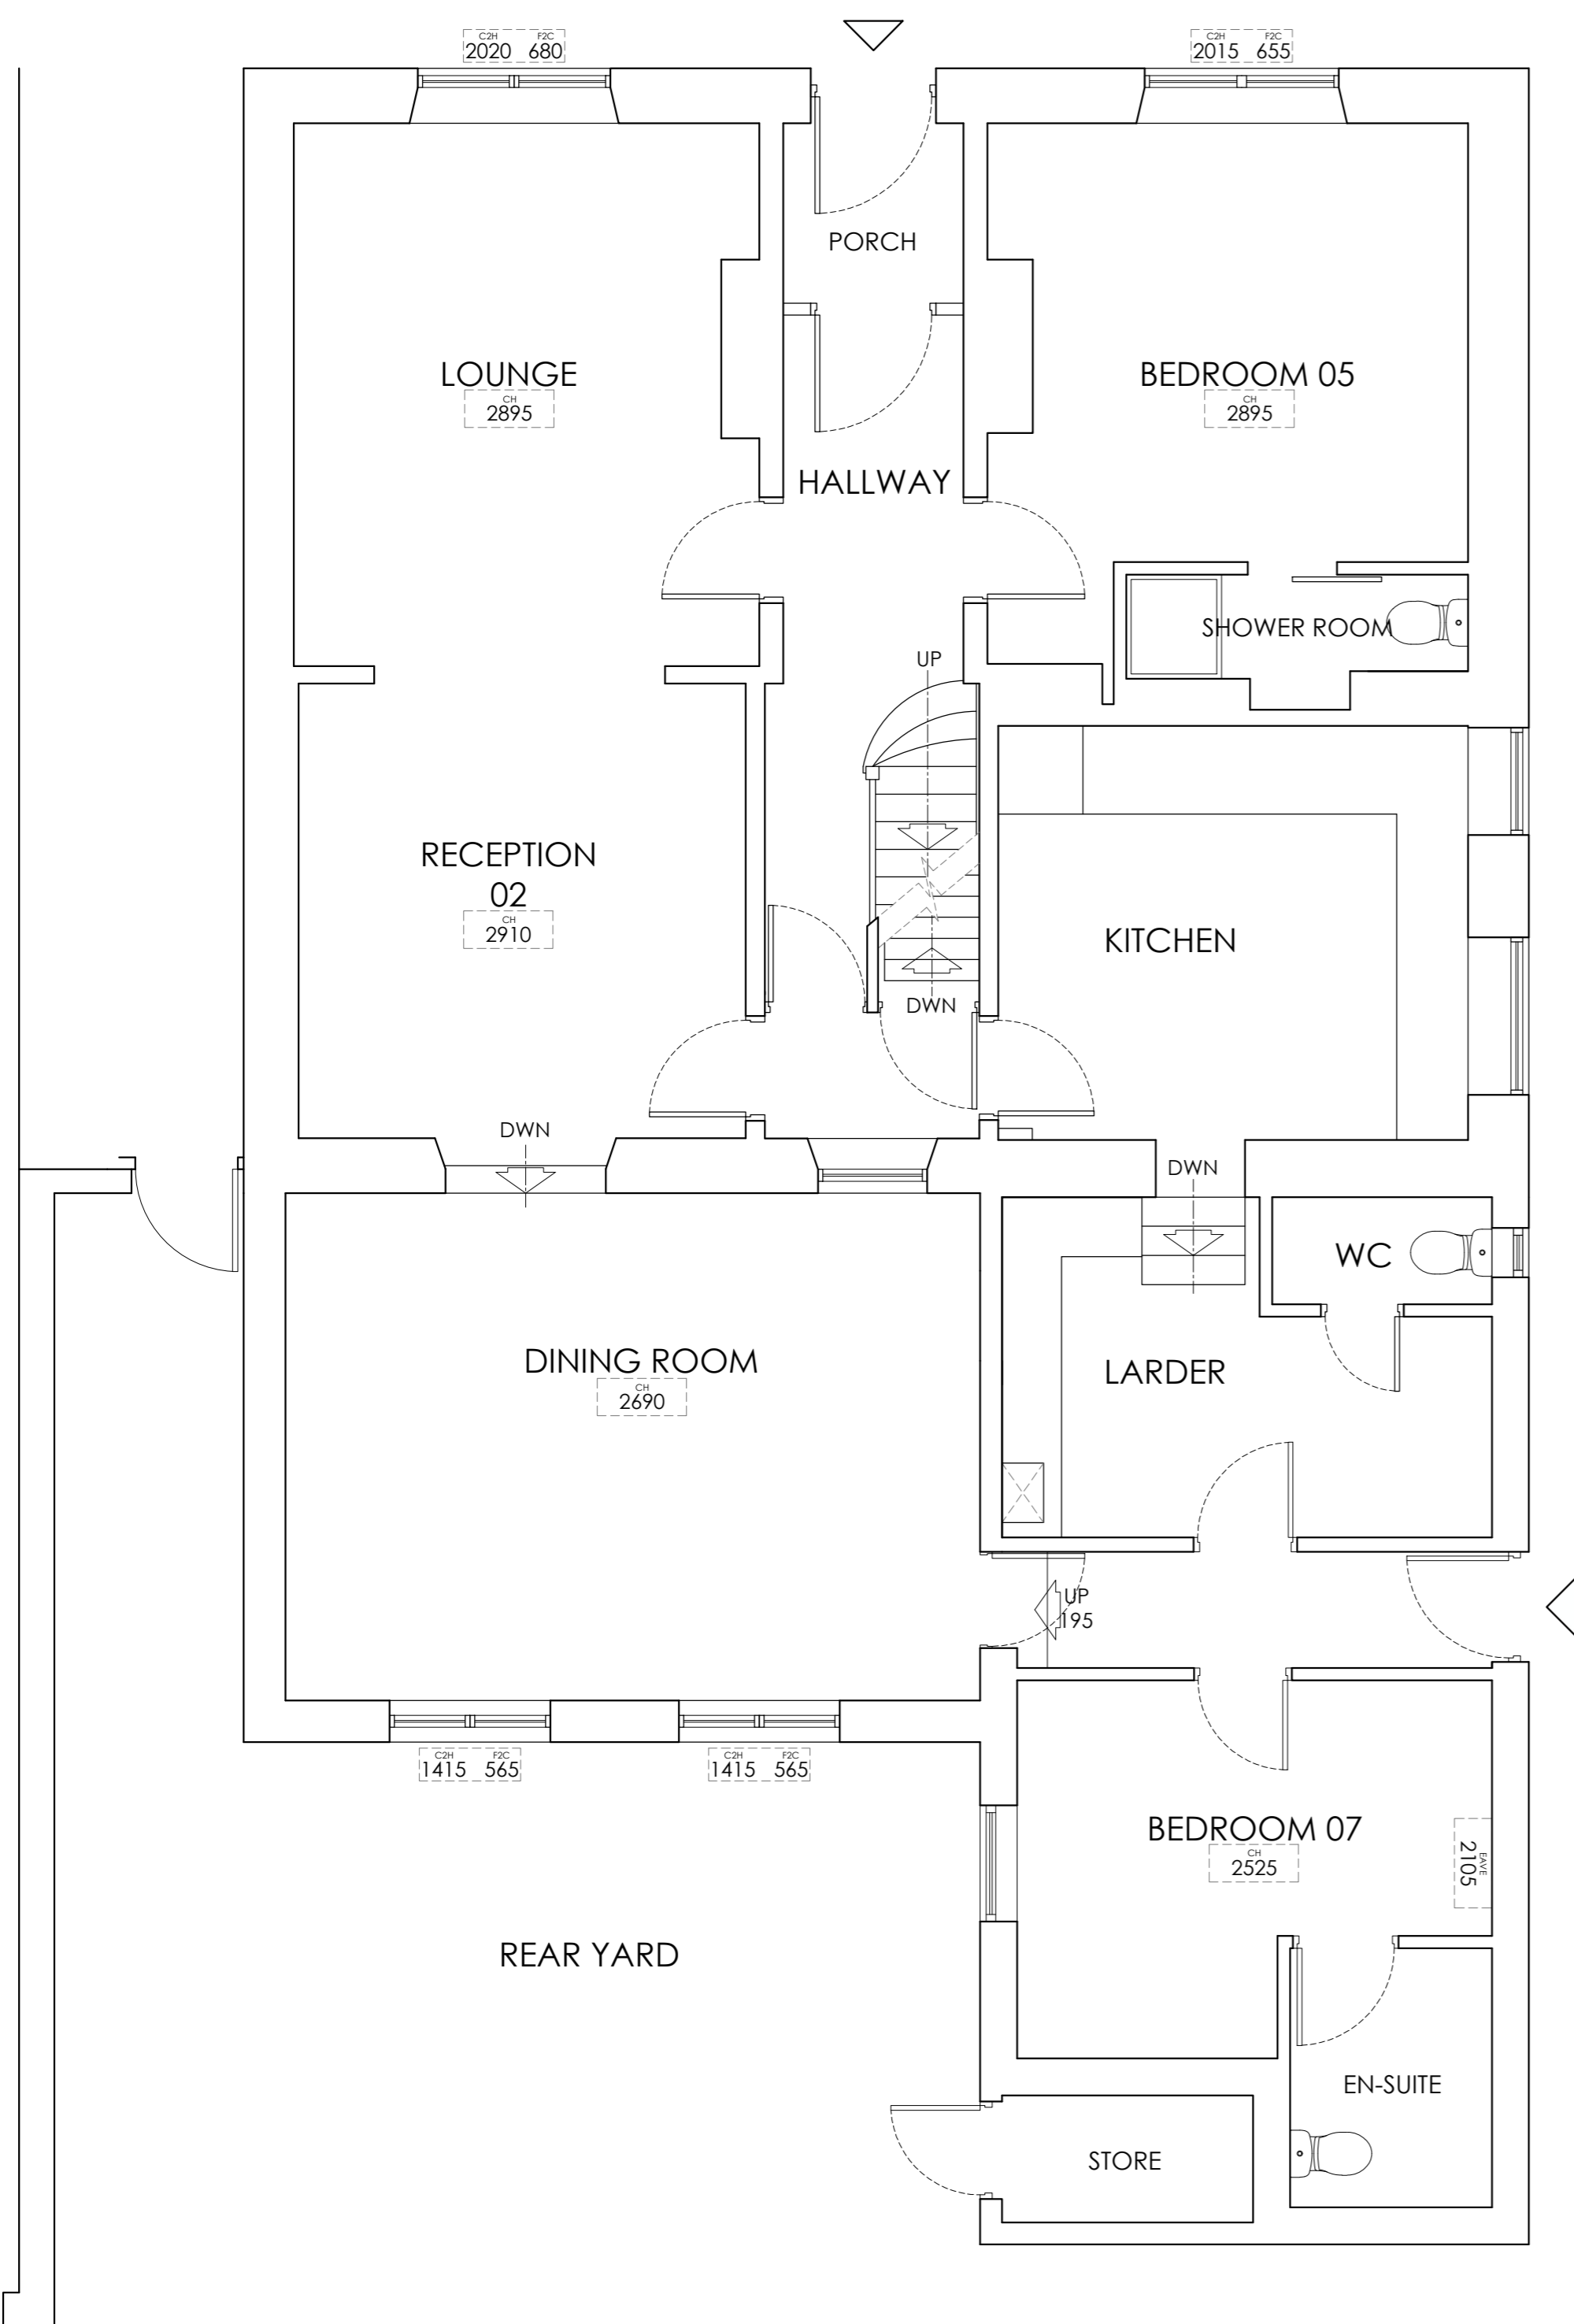 C2H F2C
2020 680
C2H F2C
2015 655
PORCH
LOUNGE
CH
2895
BEDROOM 05
CH
2895
HALLWAY
SHOWER ROOM
UP
RECEPTION
02
CH
2910
KITCHEN
DWN
DWN
DWN
WC
DINING ROOM
CH
2690
LARDER
UP
195
C2H F2C
1415 565
C2H F2C
1415 565
BEDROOM 07
CH
2525
EAVE
2105
REAR YARD
EN-SUITE
STORE